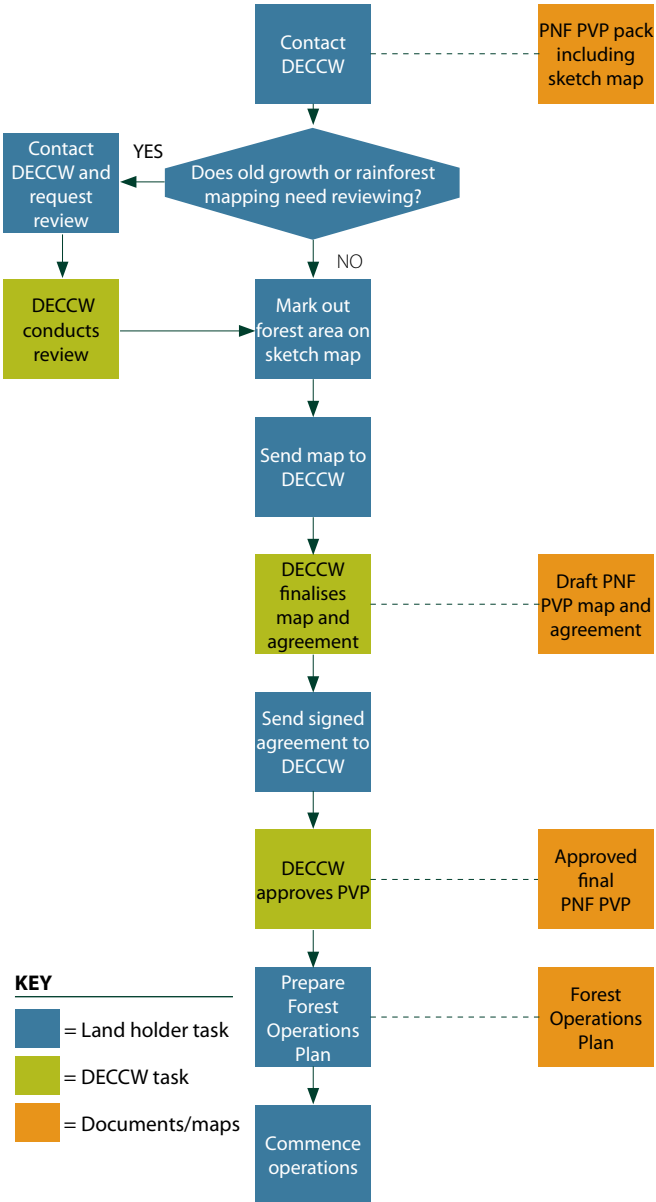 Contact
DECCW
PNF PVP pack
including
sketch map
Does old growth or rainforest
mapping need reviewing?
YES
Contact
DECCW and
request
review
NO
DECCW
conducts
review
Mark out
forest area on
sketch map
Send map to
DECCW
DECCW
finalises
map and
agreement
Draft PNF
PVP map and
agreement
Send signed
agreement to
DECCW
DECCW
approves PVP
Approved
final
PNF PVP
Prepare
Forest
Operations
Plan
Forest
Operations
Plan
Commence
operations
KEY
= Land holder task
= DECCW task
= Documents/maps